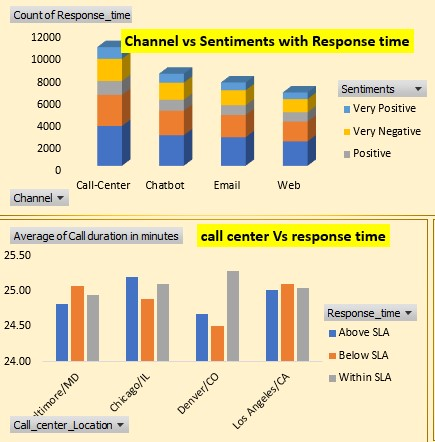 Count of Response_time
Channel vs Sentiments with Response time
12000
10000
8000
6000
4000
2000
0
Call-Center Chatbot Email Web
Sentiments
Very Positive
Very Negative
Positive
Channel
Average of Call duration in minutes
call center Vs response time
25.50
25.00
24.50
24.00
ltimore/MD Chicago/IL Denver/CO Los Angeles/CA
Response_time
Above SLA
Below SLA
Within SLA
Call_center_Location